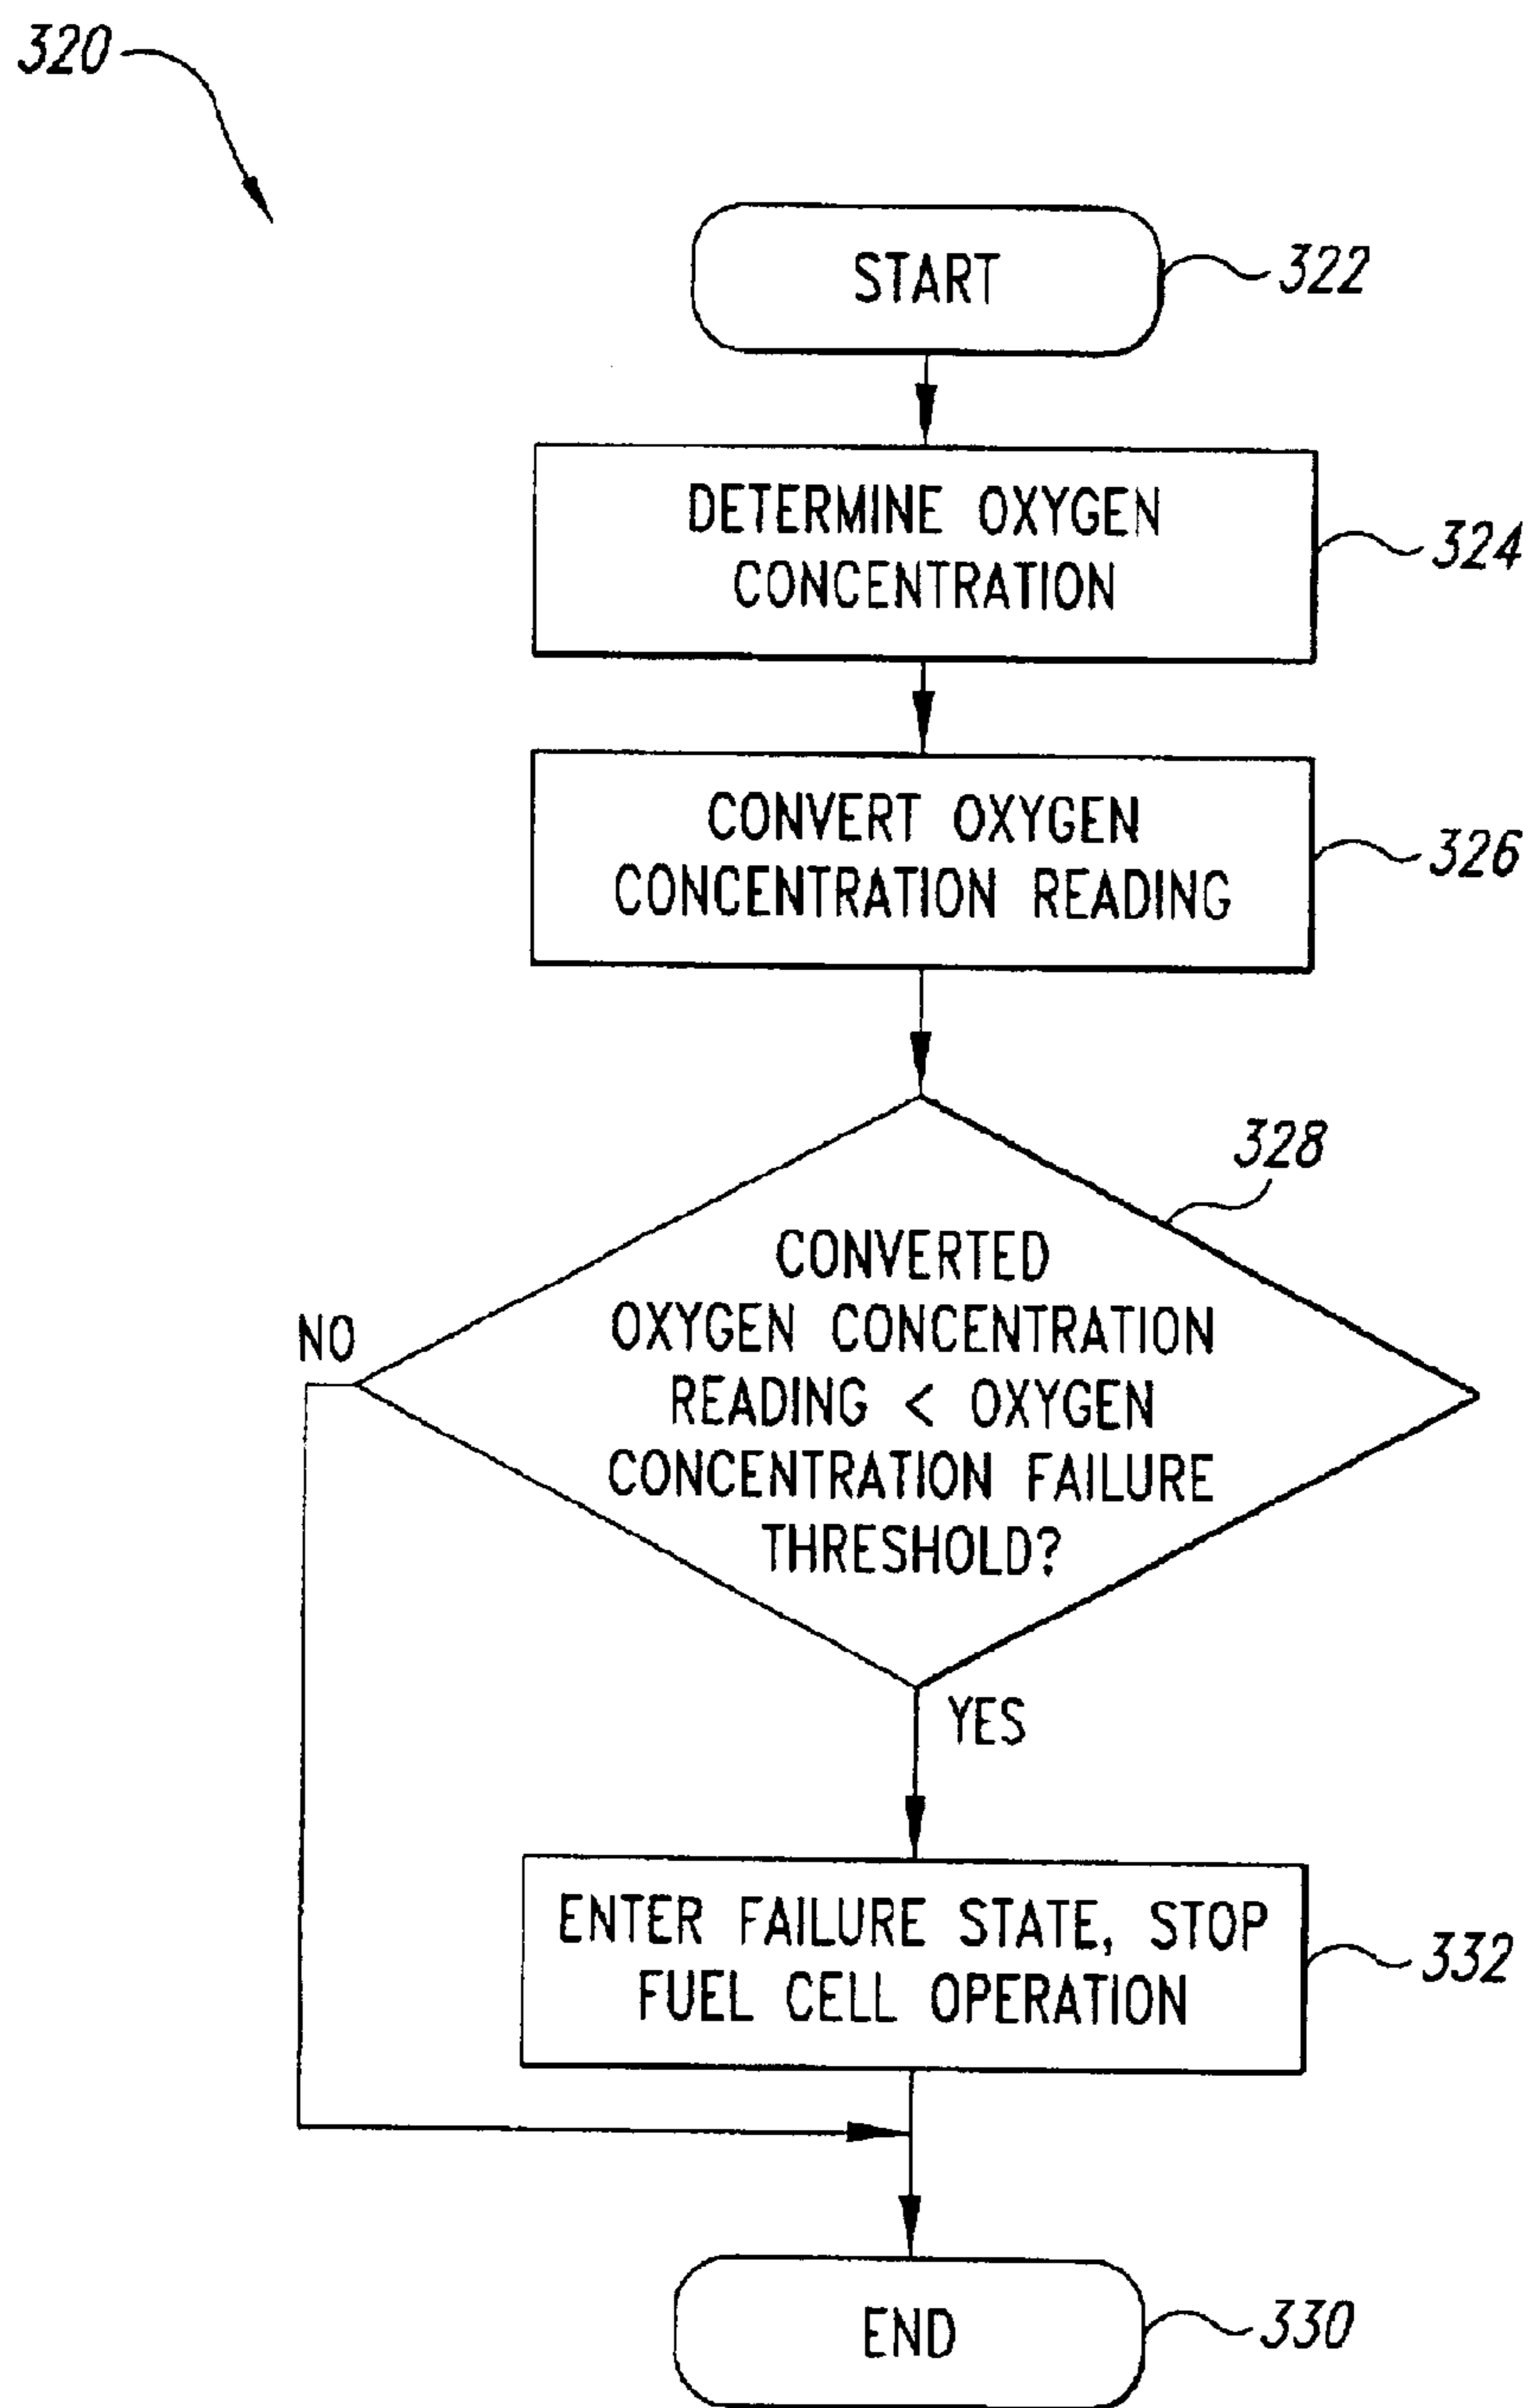 320
START
322
DETERMINE OXYGEN
CONCENTRATION
324
CONVERT OXYGEN
CONCENTRATION READING
326
328
CONVERTED
OXYGEN CONCENTRATION
READING < OXYGEN
CONCENTRATION FAILURE
THRESHOLD?
NO
YES
ENTER FAILURE STATE, STOP
FUEL CELL OPERATION
332
END
330